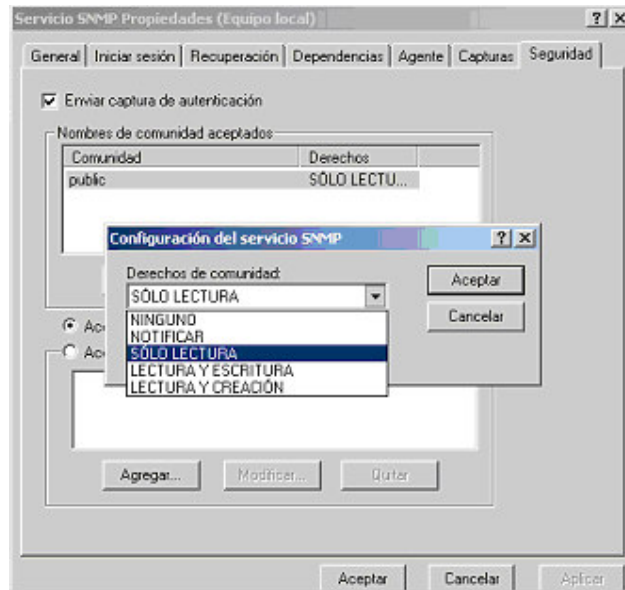 Servicio SNMP Propiedades (Equipo local)
General Iniciar sesión Recuperación Dependencias Agente Capturas Seguridad
Enviar captura de autenticación
Nombres de comunidad aceptados
Comunidad Derechos
public SÓLO LECTU...
Configuración del servicio SNMP
Derechos de comunidad:
SÓLO LECTURA
Aceptar
Cancelar
NINGUNO
NOTIFICAR
SÓLO LECTURA
LECTURA Y ESCRITURA
LECTURA Y CREACIÓN
Ac
Ac
Agregar... Modificar... Quitar
Aceptar Cancelar Aplicar